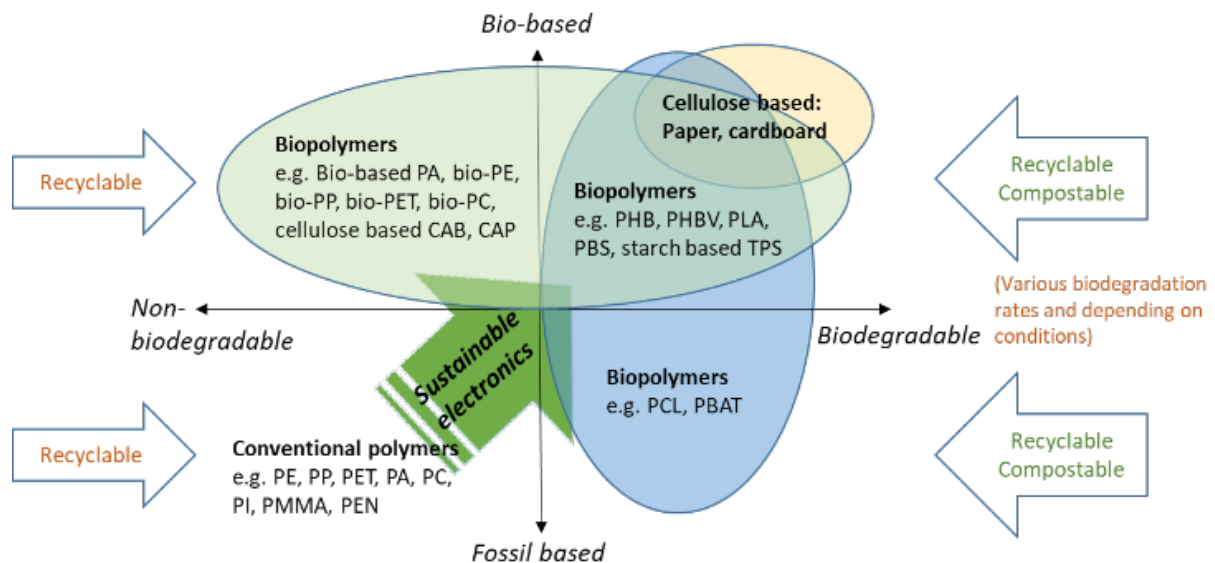 Bio-based
Cellulose based:
Paper, cardboard
Biopolymers
e.g. Bio-based PA, bio-PE,
bio-PP, bio-PET, bio-PC,
cellulose based CAB, CAP
Recyclable
Biopolymers
e.g. PHB, PHBV, PLA,
PBS, starch based TPS
Recyclable
Compostable
(Various biodegradation
rates and depending on
conditions)
Non-
biodegradable
Biodegradable
Sustainable
electronics
Biopolymers
e.g. PCL, PBAT
Recyclable
Conventional polymers
e.g. PE, PP, PET, PA, PC,
PI, PMMA, PEN
Recyclable
Compostable
Fossil based